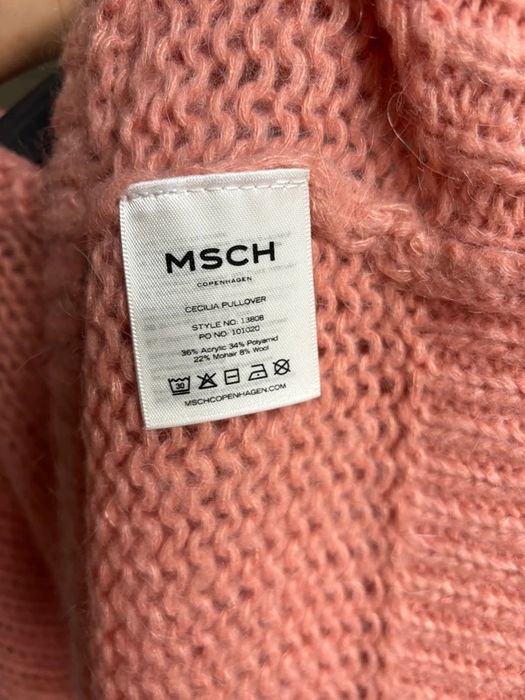 MSCH
COPENHAGEN
CECILIA PULLOVER
STYLE NO: 13808
PO NO: 101020
36% Acrylic 34% Polyamid
22% Mohair 8% Wool
30
MSCHCOPENHAGEN.COM